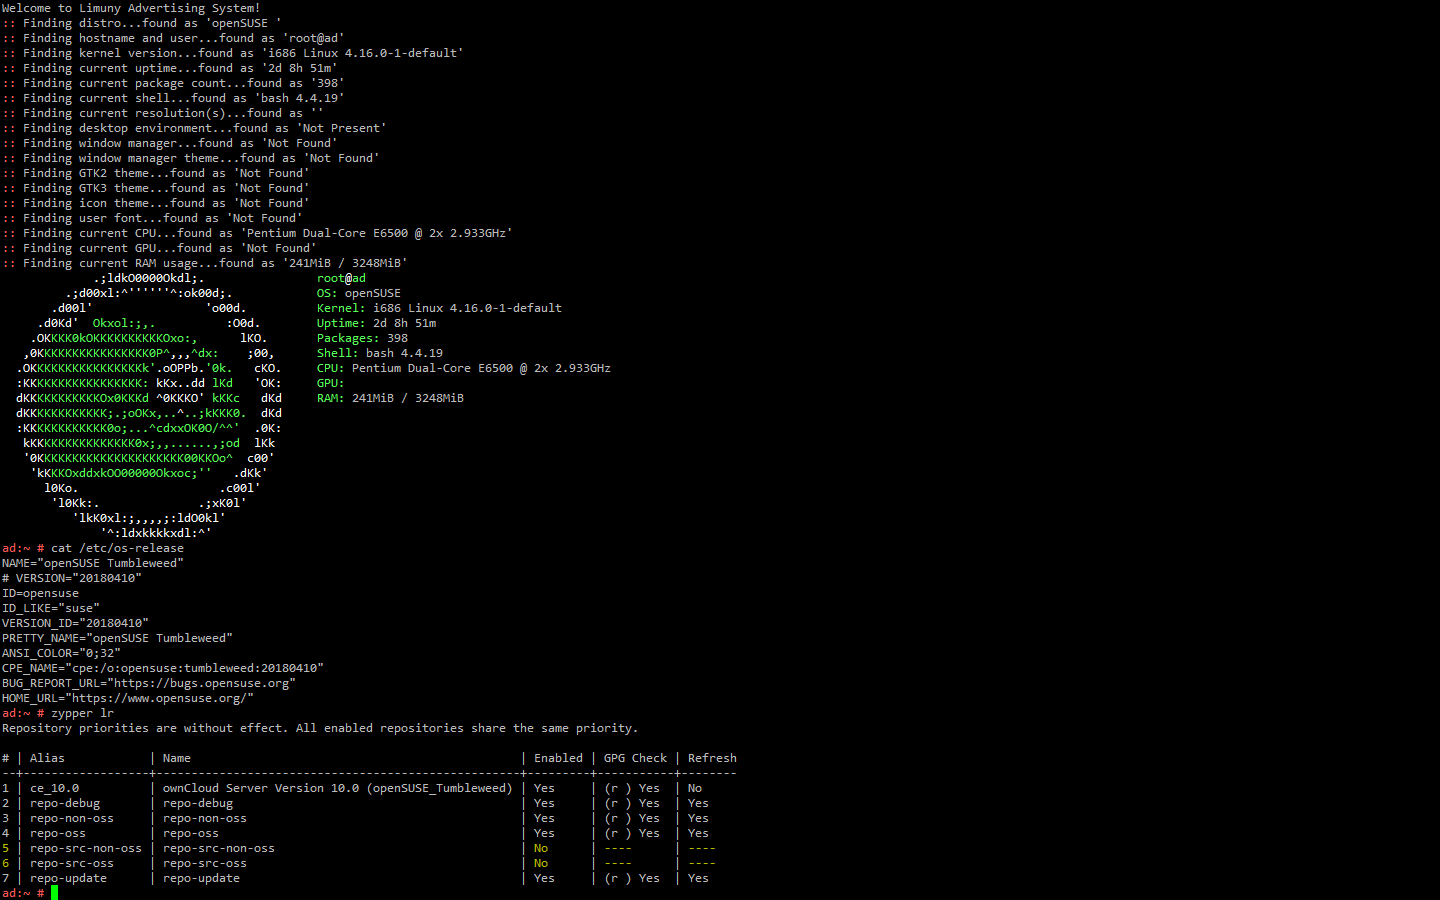 Welcome to Limuny Advertising System!
:: Finding distro...found as 'openSUSE '
:: Finding hostname and user...found as 'root@ad'
:: Finding kernel version...found as 'i686 Linux 4.16.0-1-default'
:: Finding current uptime...found as '2d 8h 51m'
:: Finding current package count...found as '398'
:: Finding current shell...found as 'bash 4.4.19'
:: Finding current resolution(s)...found as ''
:: Finding desktop environment...found as 'Not Present'
:: Finding window manager...found as 'Not Found'
:: Finding window manager theme...found as 'Not Found'
:: Finding GTK2 theme...found as 'Not Found'
:: Finding GTK3 theme...found as 'Not Found'
:: Finding icon theme...found as 'Not Found'
:: Finding user font...found as 'Not Found'
:: Finding current CPU...found as 'Pentium Dual-Core E6500 @ 2x 2.933GHz'
:: Finding current GPU...found as 'Not Found'
:: Finding current RAM usage...found as '241MiB / 3248MiB'
             .;ldkO0000Okdl;.                root@ad
         .;d00xl:^''''''^:ok00d;.            OS: openSUSE
       .d00l'                'o00d.          Kernel: i686 Linux 4.16.0-1-default
     .d0Kd'  Okxol:;,.          :O0d.        Uptime: 2d 8h 51m
    .OKKKK0kOKKKKKKKKKKOxo:,      lKO.       Packages: 398
   ,0KKKKKKKKKKKKKKKK0P^,,,^dx:    ;00,      Shell: bash 4.4.19
  .OKKKKKKKKKKKKKKKKk'.oOPPb.'0k.   cKO.     CPU: Pentium Dual-Core E6500 @ 2x 2.933GHz
  :KKKKKKKKKKKKKKKKK: kKx..dd lKd   'OK:     GPU:
  dKKKKKKKKKKKOx0KKKd ^0KKKO' kKKc   dKd     RAM: 241MiB / 3248MiB
  dKKKKKKKKKKKK;.;oOKx,..^..;kKKK0.  dKd
  :KKKKKKKKKKKK0o;...^cdxxOK0O/^^'  .0K:
   kKKKKKKKKKKKKKKK0x;,,......,;od  lKk
   '0KKKKKKKKKKKKKKKKKKKKK00KKOo^  c00'
    'kKKKOxddxkOO00000Okxoc;''   .dKk'
      l0Ko.                    .c00l'
       'l0Kk:.              .;xK0l'
          'lkK0xl:;,,,,;:ldO0kl'
              '^:ldxkkkkxdl:^'
ad:~ # cat /etc/os-release
NAME="openSUSE Tumbleweed"
# VERSION="20180410"
ID=opensuse
ID_LIKE="suse"
VERSION_ID="20180410"
PRETTY_NAME="openSUSE Tumbleweed"
ANSI_COLOR="0;32"
CPE_NAME="cpe:/o:opensuse:tumbleweed:20180410"
BUG_REPORT_URL="https://bugs.opensuse.org"
HOME_URL="https://www.opensuse.org/"
ad:~ # zypper lr
Repository priorities are without effect. All enabled repositories share the same priority.
# | Alias            | Name                                               | Enabled | GPG Check | Refresh
--+------------------+----------------------------------------------------+---------+-----------+--------
1 | ce_10.0          | ownCloud Server Version 10.0 (openSUSE_Tumbleweed) | Yes     | (r ) Yes  | No
2 | repo-debug       | repo-debug                                         | Yes     | (r ) Yes  | Yes
3 | repo-non-oss     | repo-non-oss                                       | Yes     | (r ) Yes  | Yes
4 | repo-oss         | repo-oss                                           | Yes     | (r ) Yes  | Yes
5 | repo-src-non-oss | repo-src-non-oss                                   | No      | ----      | ----
6 | repo-src-oss     | repo-src-oss                                       | No      | ----      | ----
7 | repo-update      | repo-update                                        | Yes     | (r ) Yes  | Yes
ad:~ #